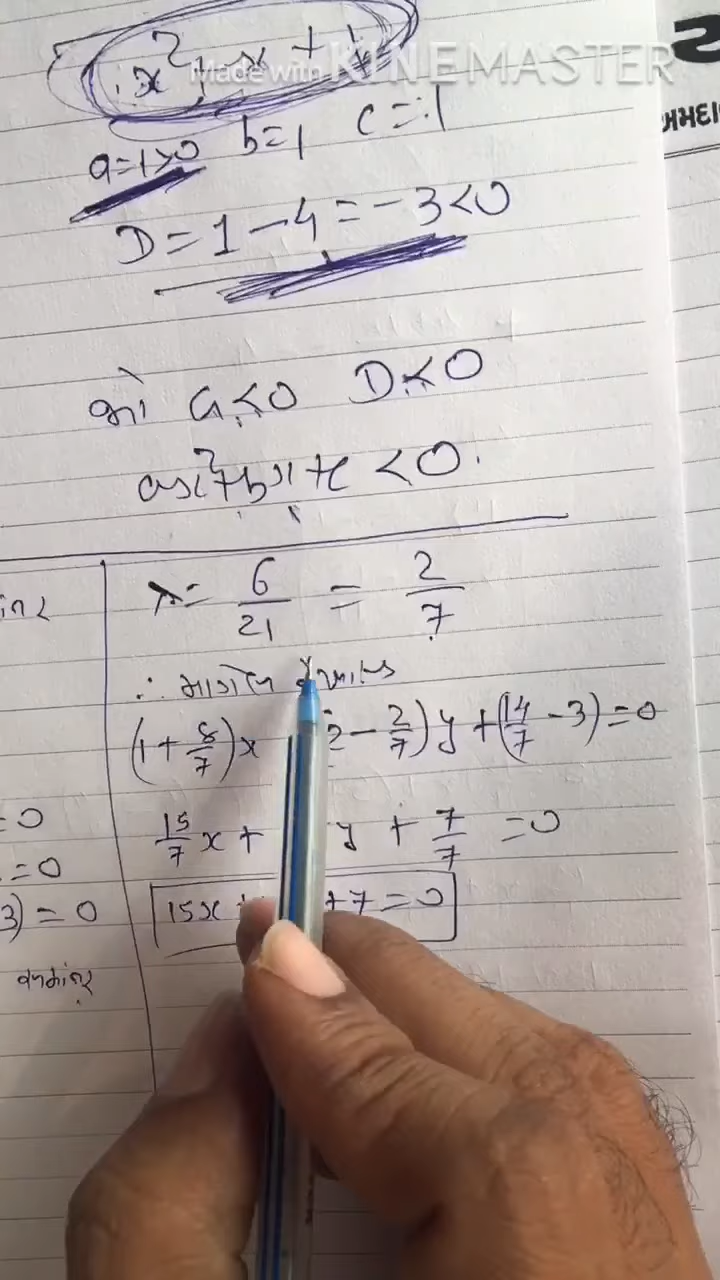 x² + x + 1
Made with KINEMASTER
a=1>0 b=1 c=1
અમદા
D = 1 - 4 = -3 < 0
જો a < 0 D < 0
ax²+bx+c < 0.
λ = 6/21 = 2/7
∴ માગેલ રેખા
(1 + 8/7)x 2 - 2/7)y + (14/7 - 3) = 0
15/7 x + y + 7/7 = 0
= 0
= 0
15x + 7 = 0
3) = 0